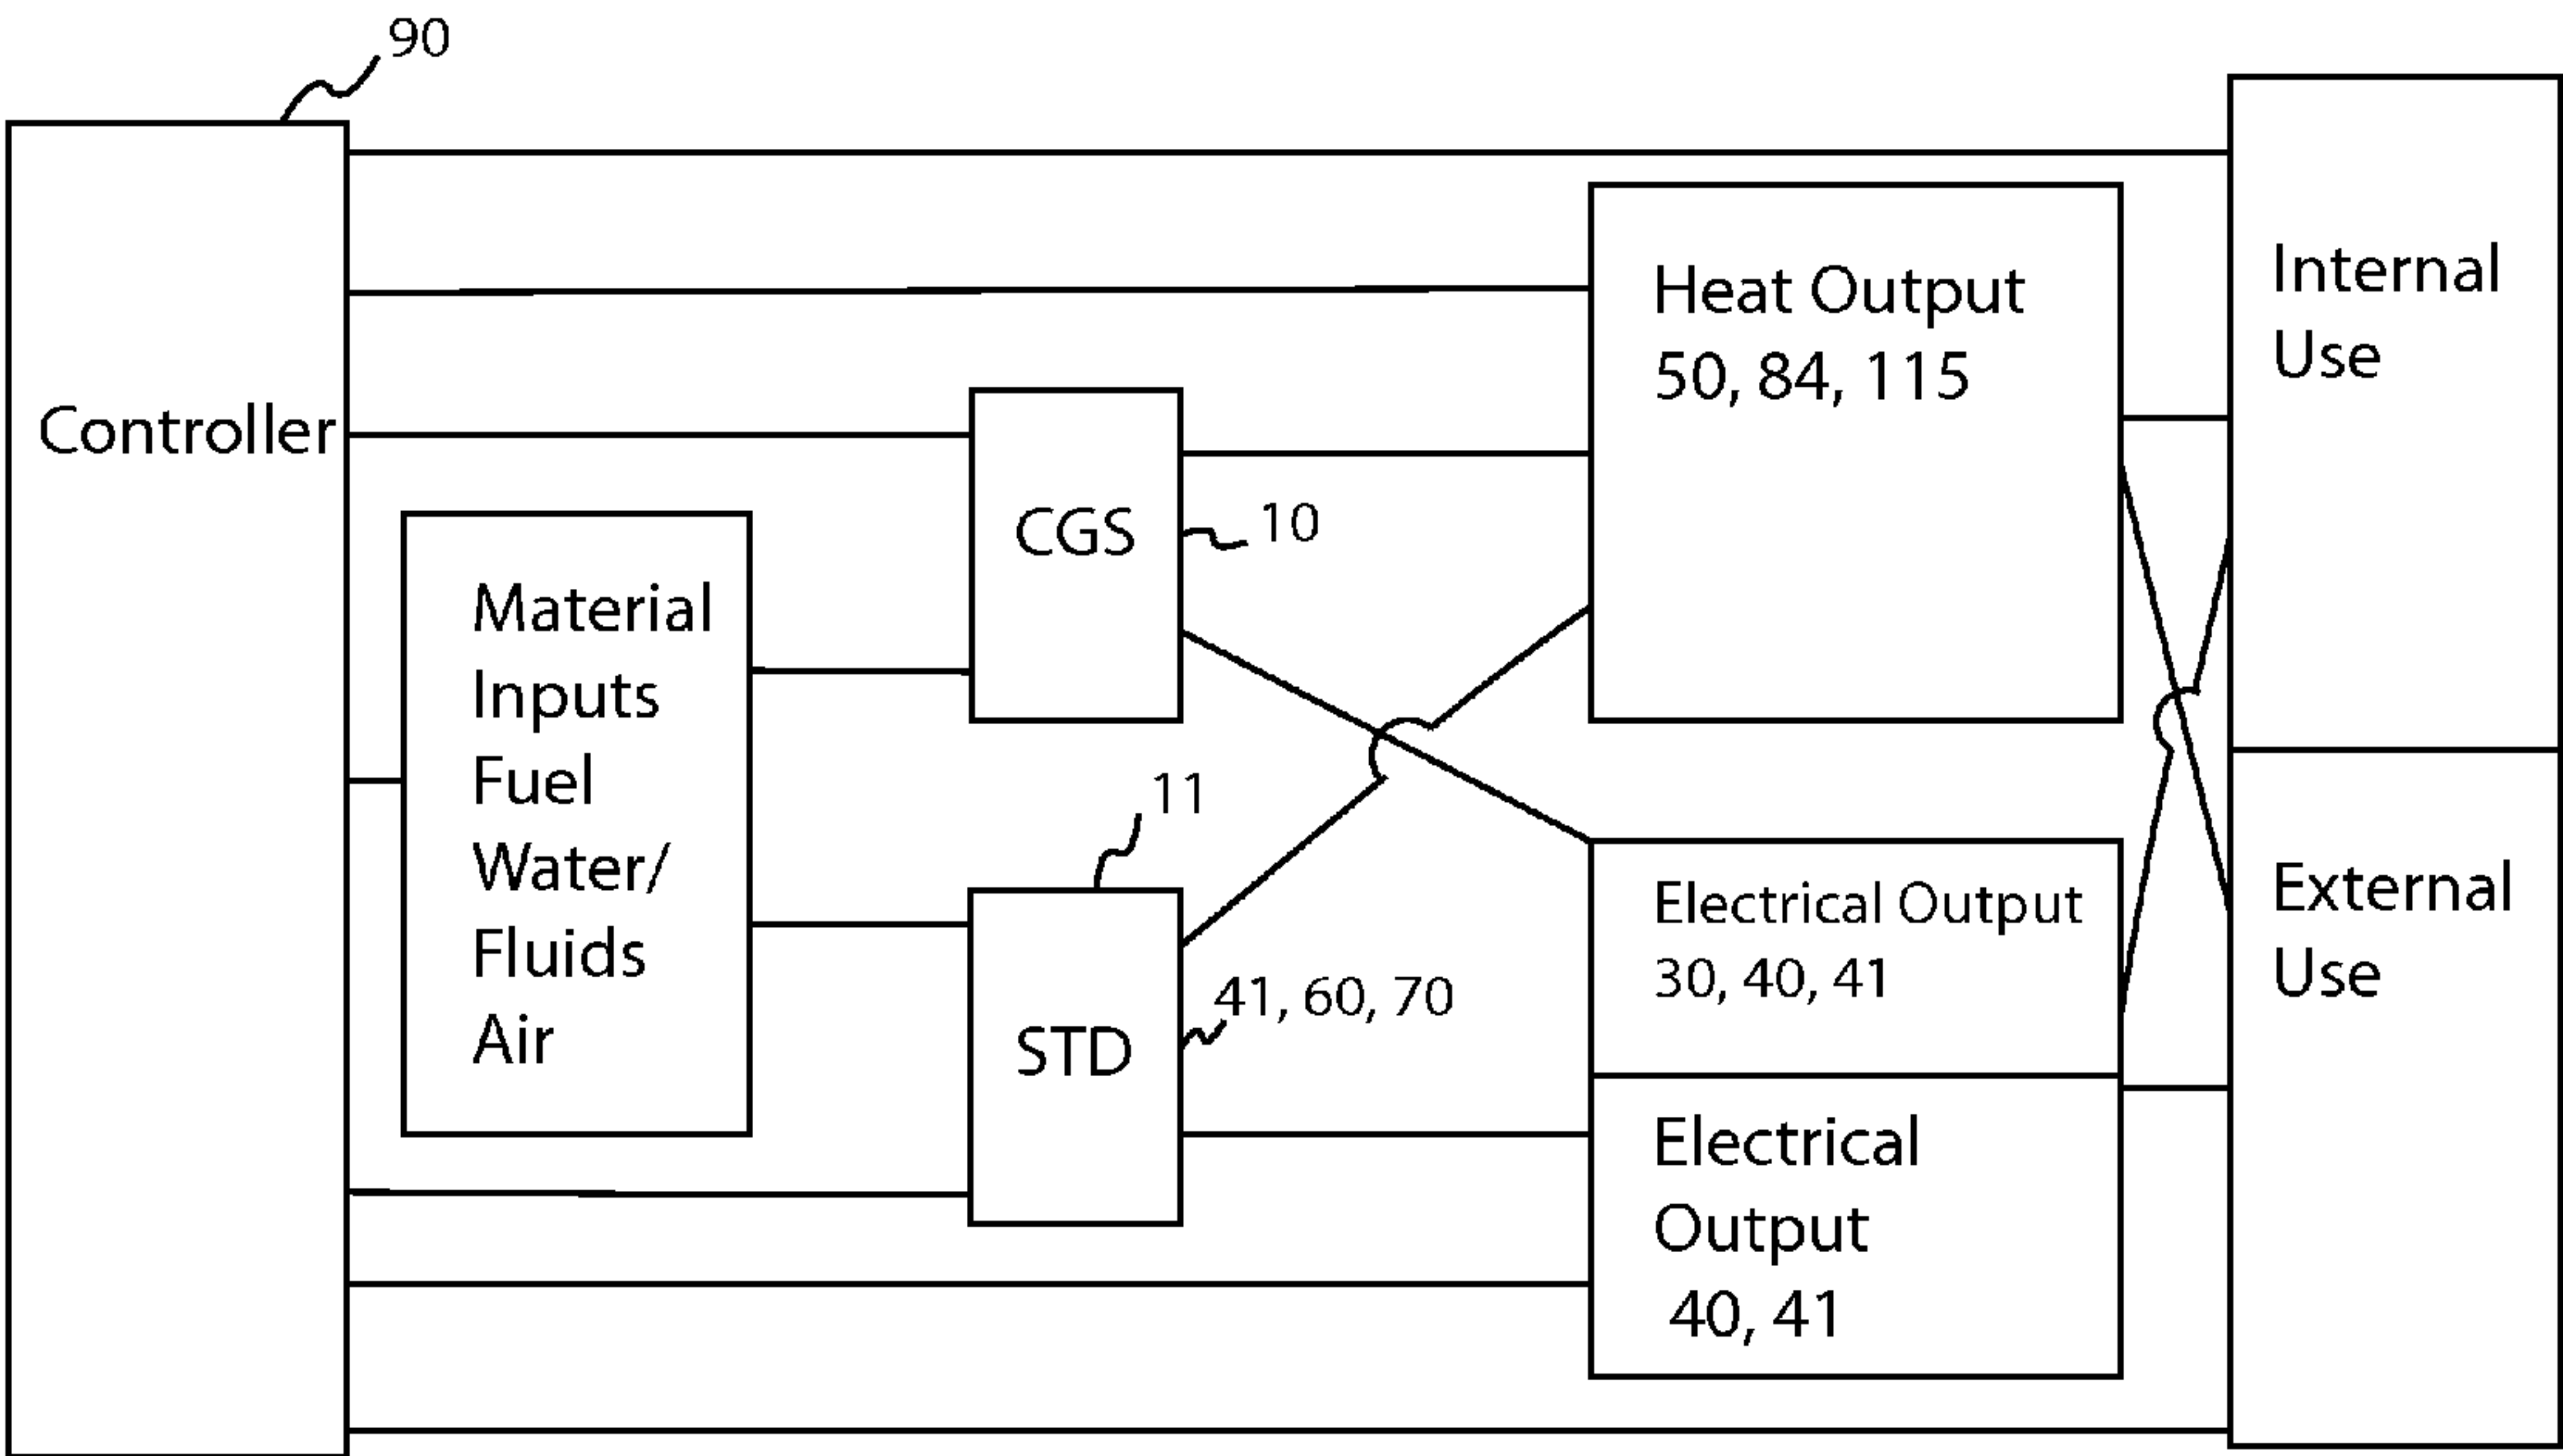 90
Controller
Material
Inputs
Fuel
Water/
Fluids
Air
CGS
10
11
STD
41, 60, 70
Heat Output
50, 84, 115
Electrical Output
30, 40, 41
Electrical
Output
40, 41
Internal
Use
External
Use